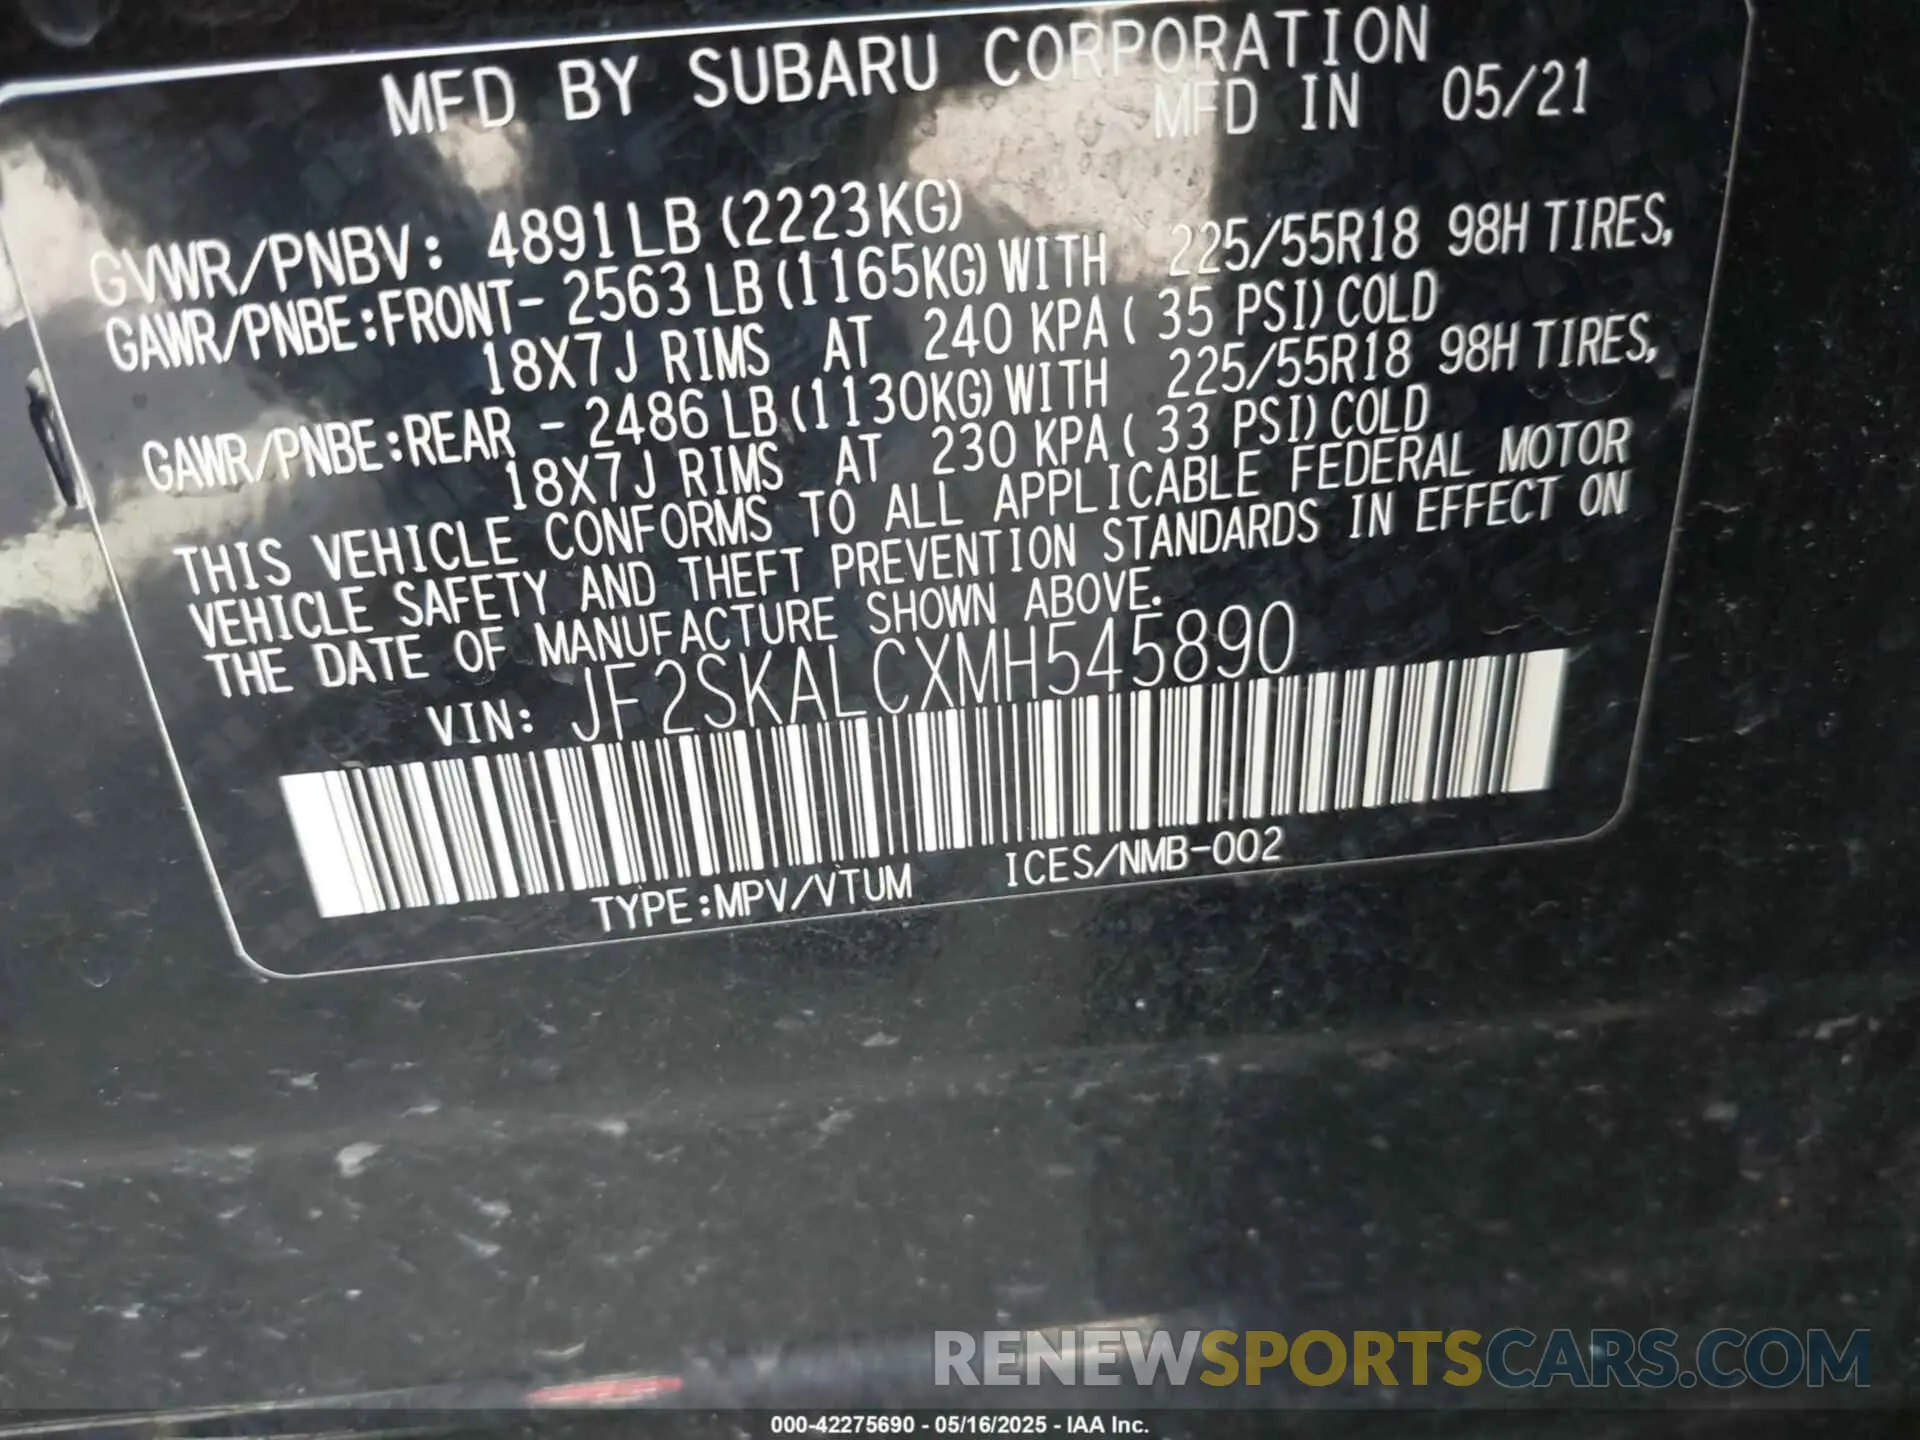 MFD BY SUBARU CORPORATION
MFD IN 05/21
GVWR/PNBV: 4891LB (2223KG)
GAWR/PNBE:FRONT- 2563 LB (1165KG) WITH 225/55R18 98H TIRES,
18X7J RIMS AT 240 KPA ( 35 PSI) COLD
GAWR/PNBE:REAR - 2486 LB (1130KG) WITH 225/55R18 98H TIRES,
18X7J RIMS AT 230 KPA ( 33 PSI) COLD
THIS VEHICLE CONFORMS TO ALL APPLICABLE FEDERAL MOTOR
VEHICLE SAFETY AND THEFT PREVENTION STANDARDS IN EFFECT ON
THE DATE OF MANUFACTURE SHOWN ABOVE.
VIN: JF2SKALCXMH545890
TYPE:MPV/VTUM ICES/NMB-002
RENEWSPORTSCARS.COM
000-42275690 - 05/16/2025 - IAA Inc.